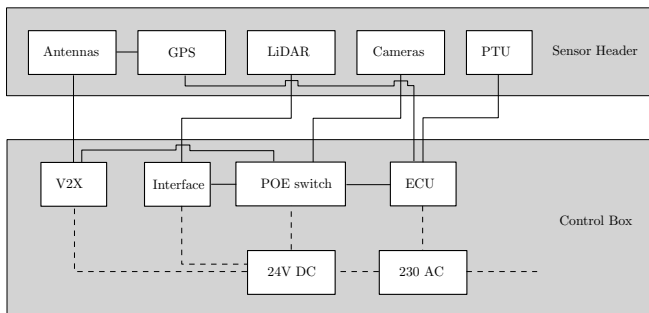 Antennas
GPS
LiDAR
Cameras
PTU
Sensor Header
V2X
Interface
POE switch
ECU
Control Box
24V DC
230 AC